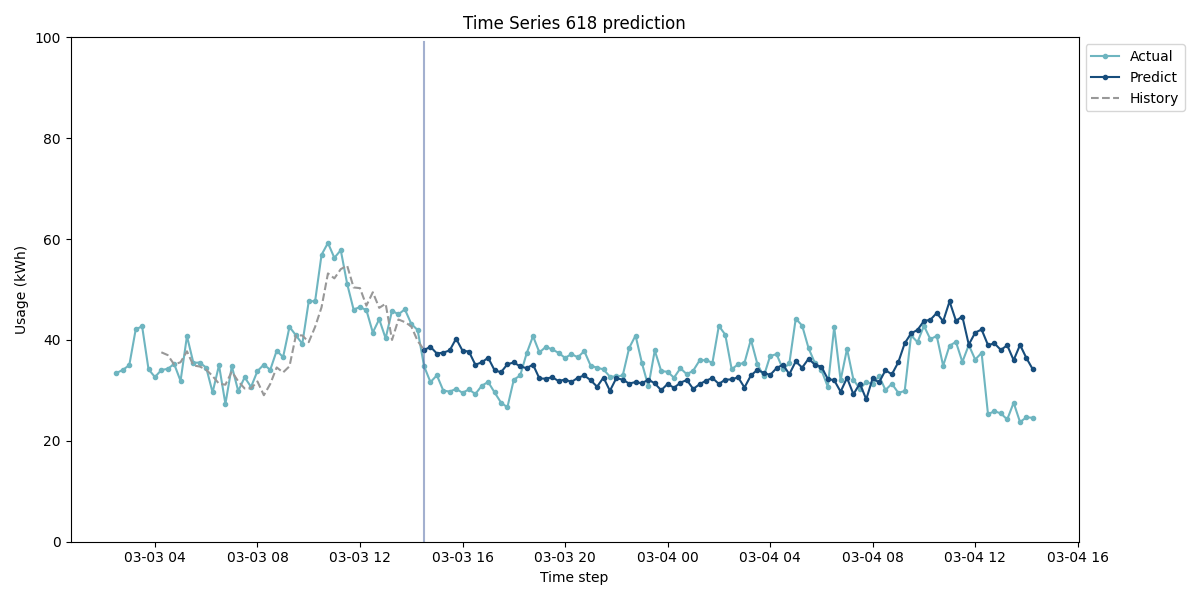 Time Series 618 prediction
100
80
60
40
20
0
Usage (kWh)
03-03 04
03-03 08
03-03 12
03-03 16
03-03 20
03-04 00
03-04 04
03-04 08
03-04 12
03-04 16
Time step
Actual
Predict
History